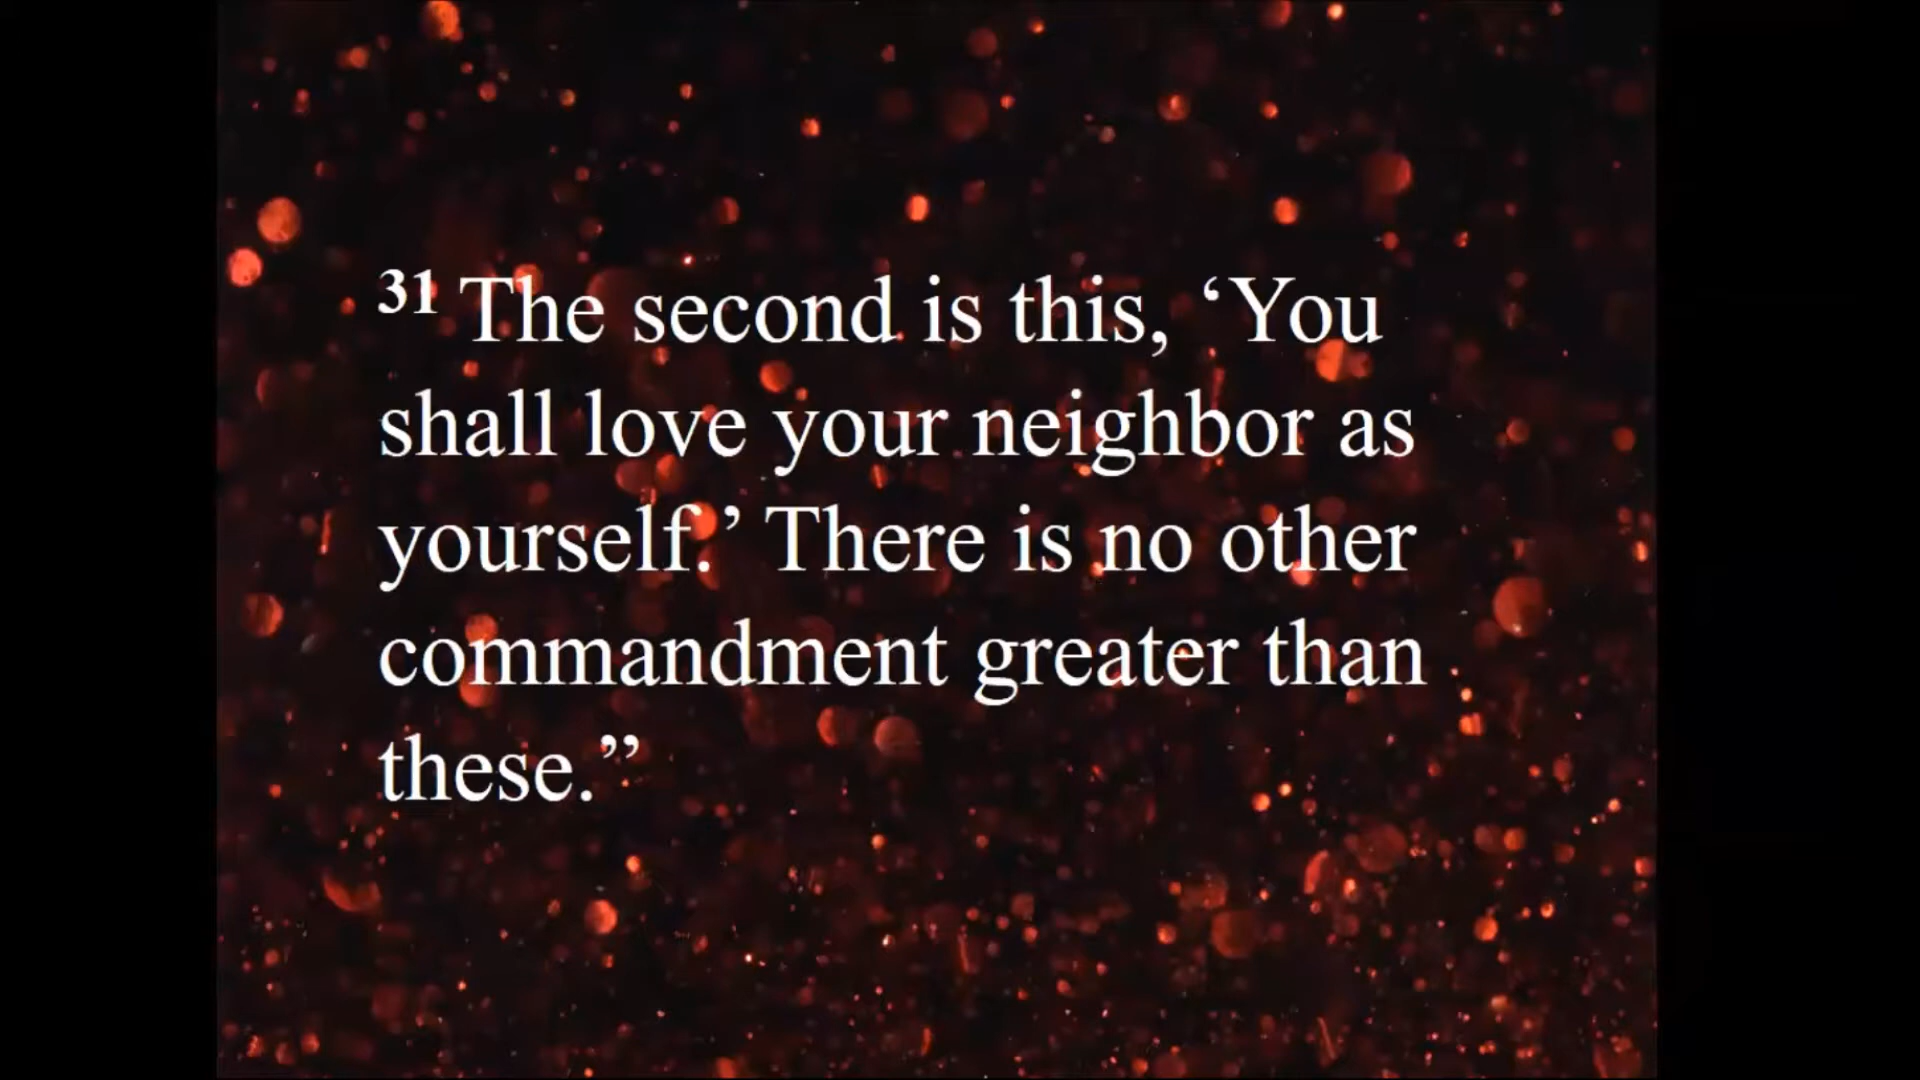 31 The second is this, ‘You
shall love your neighbor as
yourself.’ There is no other
commandment greater than
these.”